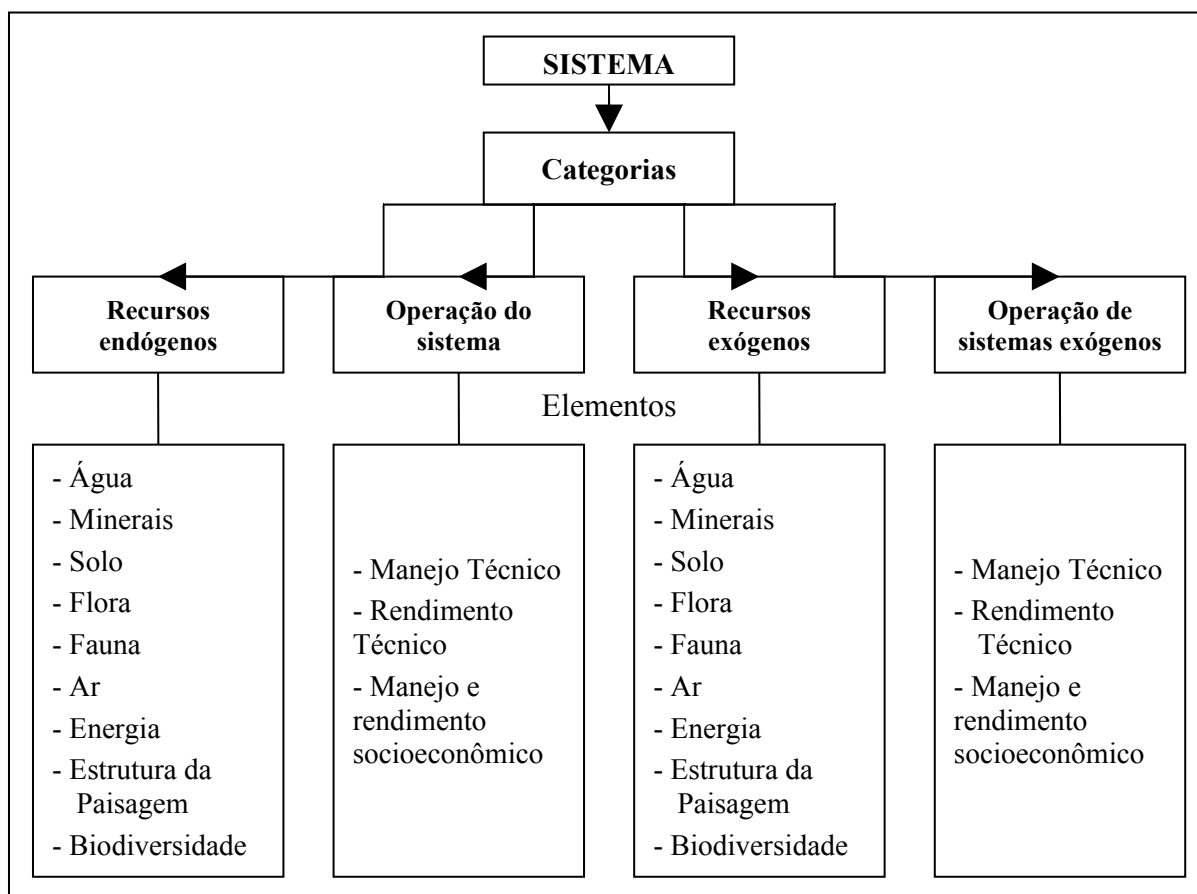 SISTEMA
Categorias
Recursos
endógenos
Operação do
sistema
Recursos
exógenos
Operação de
sistemas exógenos
Elementos
- Água
- Minerais
- Solo
- Flora
- Fauna
- Ar
- Energia
- Estrutura da
Paisagem
- Biodiversidade
- Manejo Técnico
- Rendimento
Técnico
- Manejo e
rendimento
socioeconômico
- Água
- Minerais
- Solo
- Flora
- Fauna
- Ar
- Energia
- Estrutura da
Paisagem
- Biodiversidade
- Manejo Técnico
- Rendimento
Técnico
- Manejo e
rendimento
socioeconômico